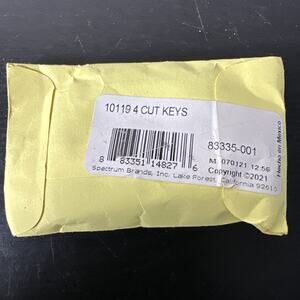 10119 4 CUT KEYS
8 83351 14827 6
83335-001
M. 070121 12:56
Copyright ©2021
Spectrum Brands, Inc. Lake Forest, California 92610
Hecho en Mexico